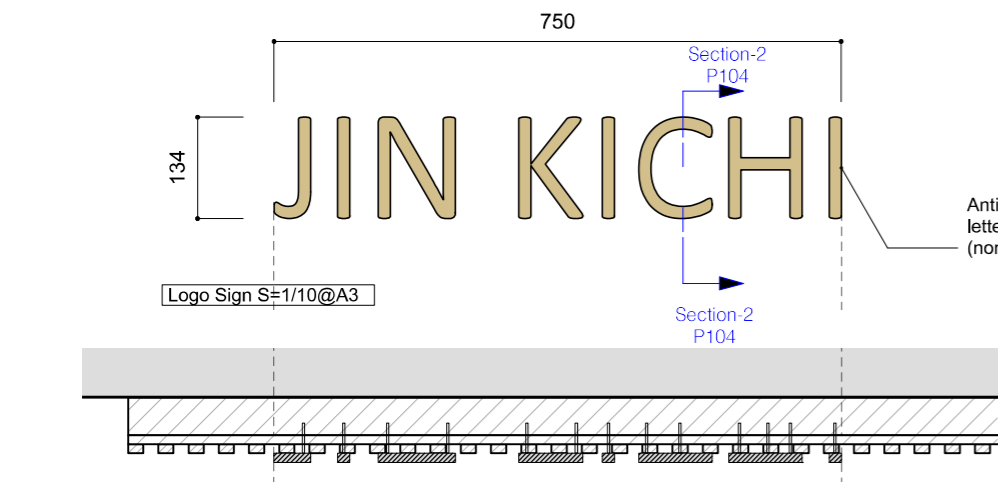 750
Section-2
P104
134
JIN KICHI
Logo Sign S=1/10@A3
Section-2
P104